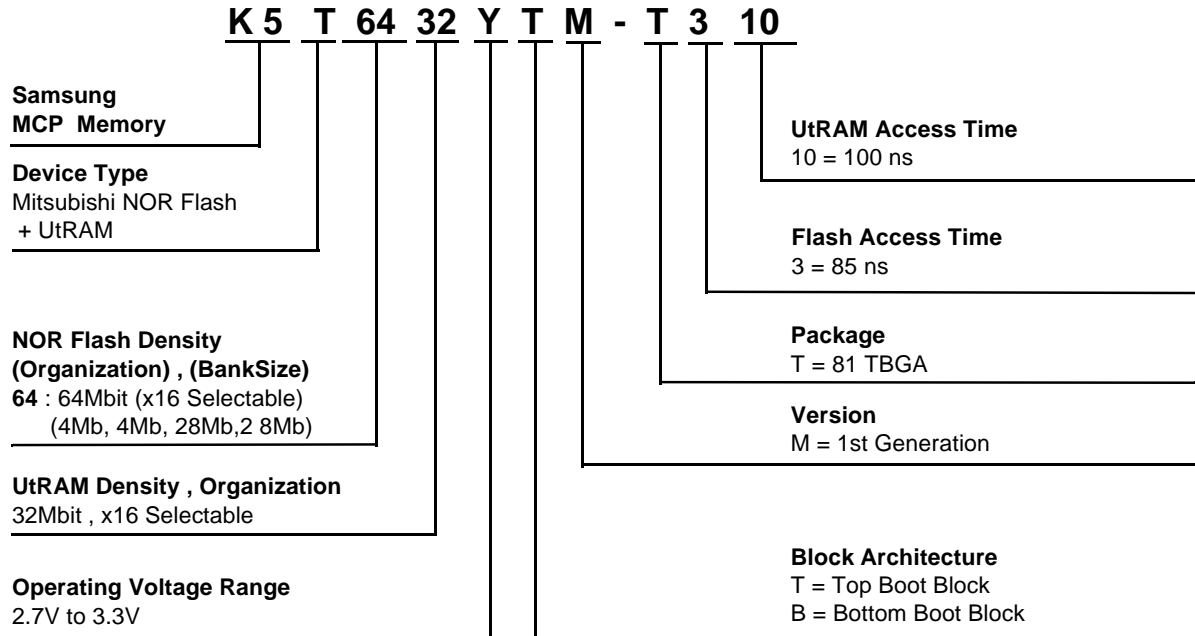 K5 T 64 32 Y T M - T 3 10
Samsung
MCP Memory
Device Type
Mitsubishi NOR Flash
+ UtRAM
NOR Flash Density
(Organization) , (BankSize)
64 : 64Mbit (x16 Selectable)
(4Mb, 4Mb, 28Mb,2 8Mb)
UtRAM Density , Organization
32Mbit , x16 Selectable
Operating Voltage Range
2.7V to 3.3V
UtRAM Access Time
10 = 100 ns
Flash Access Time
3 = 85 ns
Package
T = 81 TBGA
Version
M = 1st Generation
Block Architecture
T = Top Boot Block
B = Bottom Boot Block